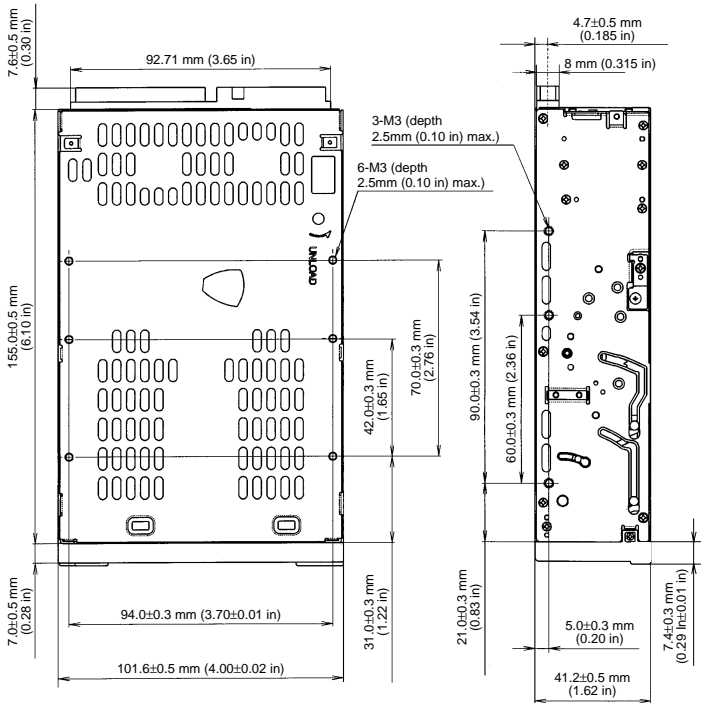 7.6±0.5 mm
(0.30 in)
92.71 mm (3.65 in)
4.7±0.5 mm
(0.185 in)
8 mm (0.315 in)
3-M3 (depth
2.5mm (0.10 in) max.)
6-M3 (depth
2.5mm (0.10 in) max.)
UNLOAD
155.0±0.5 mm
(6.10 in)
70.0±0.3 mm
(2.76 in)
42.0±0.3 mm
(1.65 in)
90.0±0.3 mm (3.54 in)
60.0±0.3 mm (2.36 in)
7.0±0.5 mm
(0.28 in)
94.0±0.3 mm (3.70±0.01 in)
31.0±0.3 mm
(1.22 in)
101.6±0.5 mm (4.00±0.02 in)
21.0±0.3 mm
(0.83 in)
5.0±0.3 mm
(0.20 in)
7.4±0.3 mm
(0.29 In±0.01 in)
41.2±0.5 mm
(1.62 in)